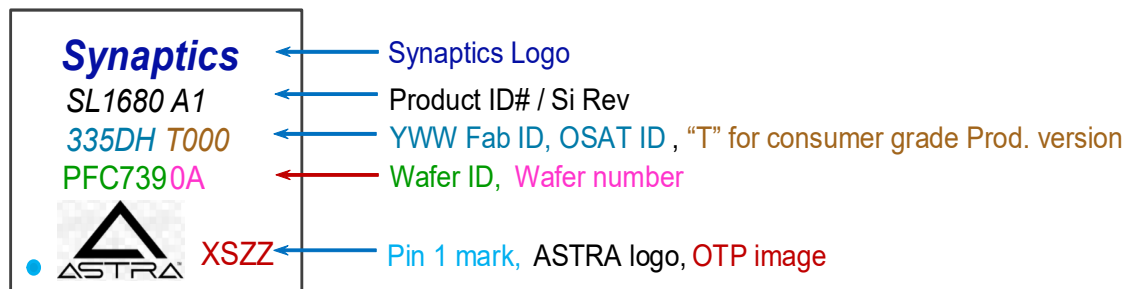 Synaptics Synaptics Logo
SL1680 A1 Product ID# / Si Rev
335DH T000 YWW Fab ID, OSAT ID , “T” for consumer grade Prod. version
PFC7390A Wafer ID, Wafer number
ASTRA XSZZ Pin 1 mark, ASTRA logo, OTP image